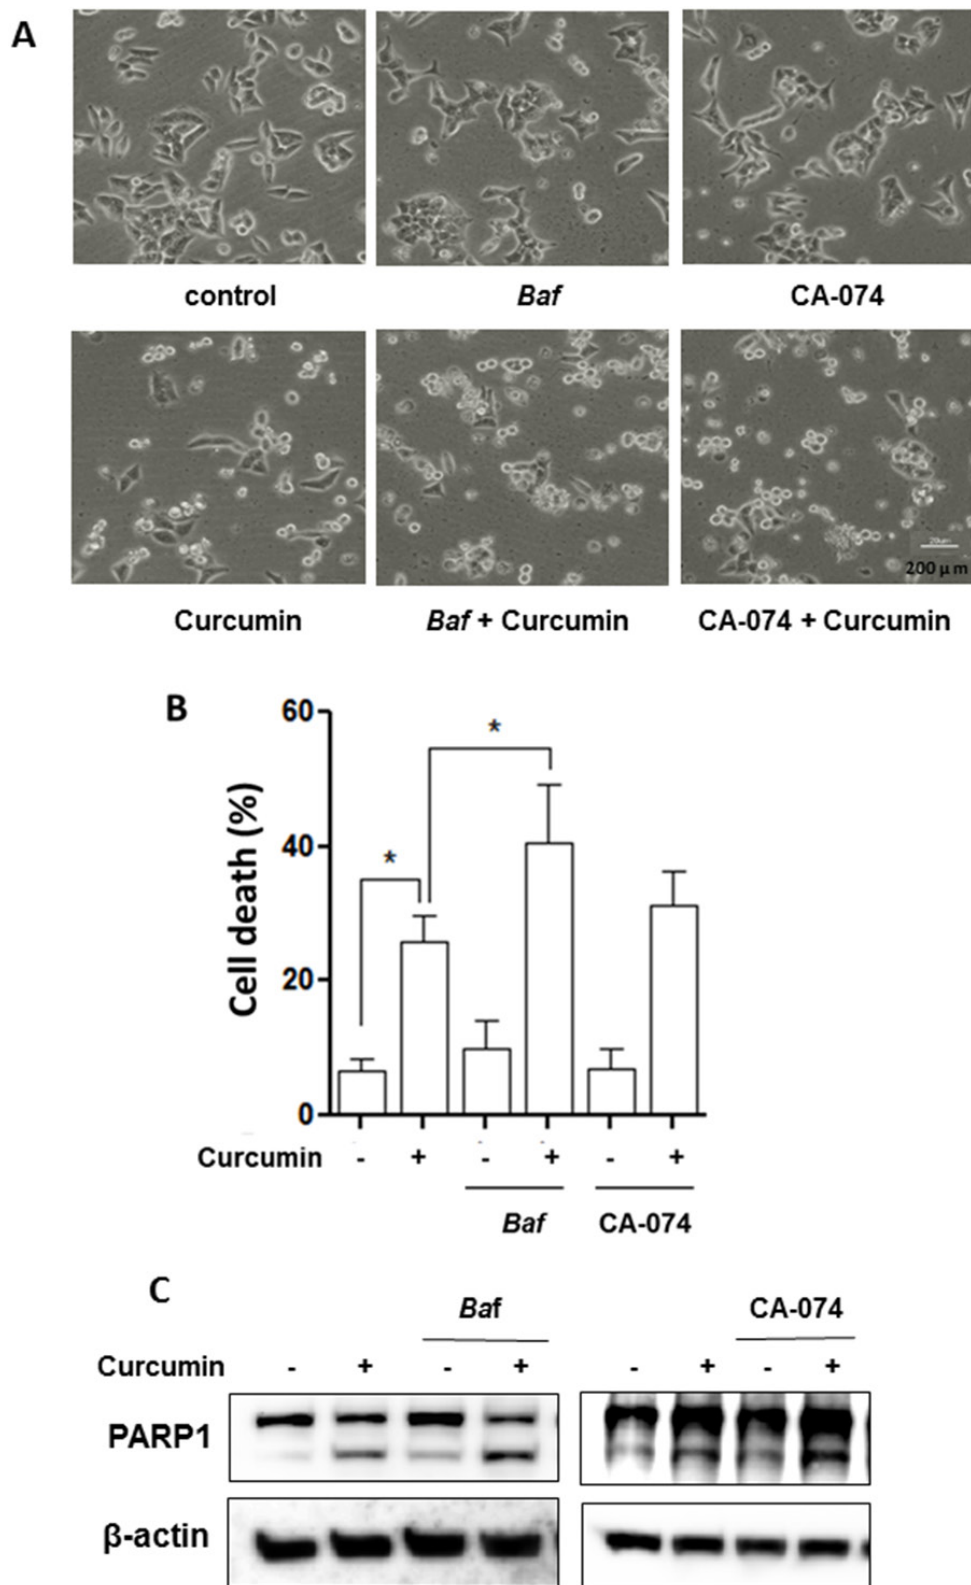 A
control
Baf
CA-074
20µm
200 µm
Curcumin
Baf + Curcumin
CA-074 + Curcumin
B
60
40
20
0
Cell death (%)
*
*
Curcumin - + - + - +
Baf
CA-074
C
Baf
CA-074
Curcumin - + - + - + - +
PARP1
β-actin